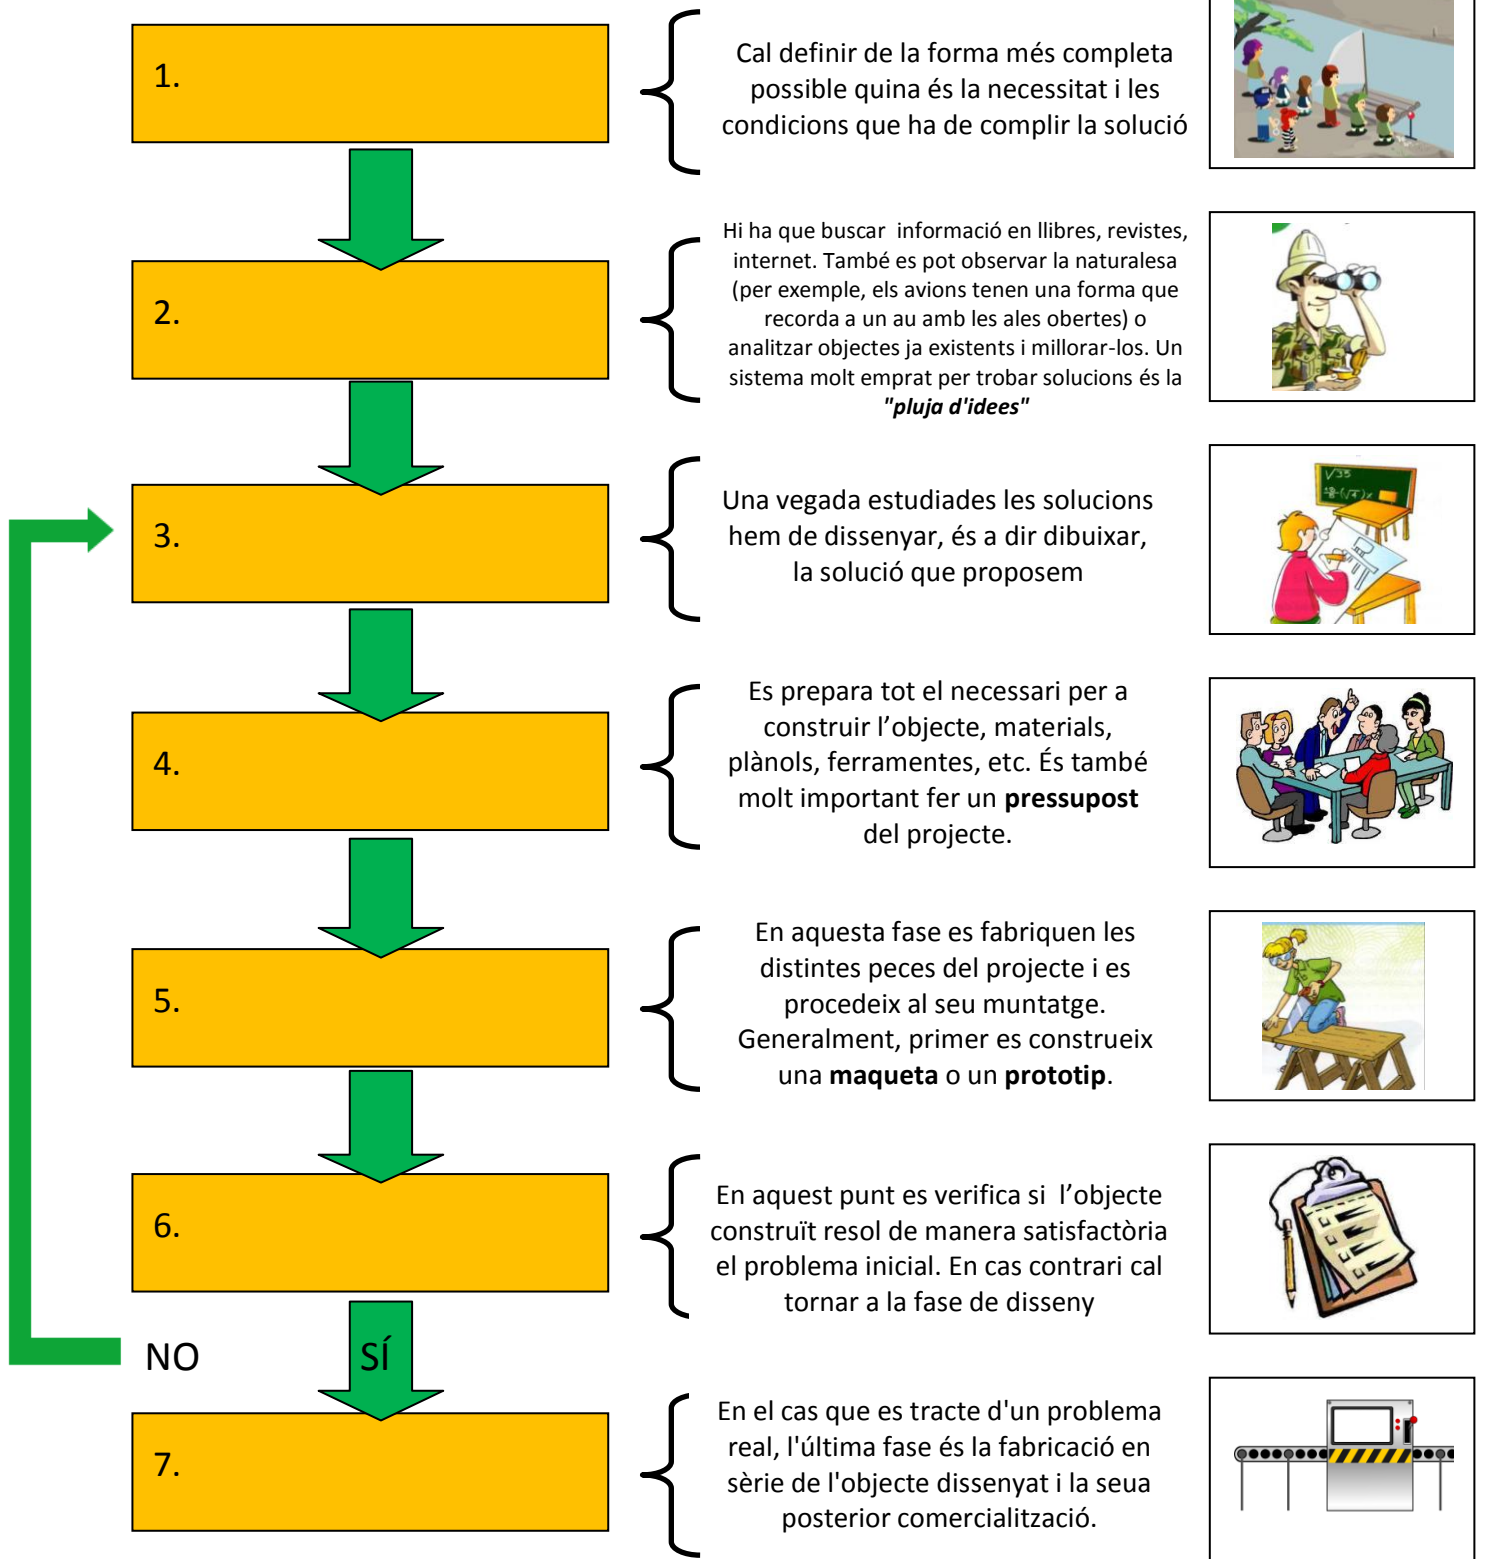 1.
Cal definir de la forma més completa
possible quina és la necessitat i les
condicions que ha de complir la solució
2.
Hi ha que buscar informació en llibres, revistes,
internet. També es pot observar la naturalesa
(per exemple, els avions tenen una forma que
recorda a un au amb les ales obertes) o
analitzar objectes ja existents i millorar-los. Un
sistema molt emprat per trobar solucions és la
"pluja d'idees"
3.
Una vegada estudiades les solucions
hem de dissenyar, és a dir dibuixar,
la solució que proposem
4.
Es prepara tot el necessari per a
construir l’objecte, materials,
plànols, ferramentes, etc. És també
molt important fer un pressupost
del projecte.
5.
En aquesta fase es fabriquen les
distintes peces del projecte i es
procedeix al seu muntatge.
Generalment, primer es construeix
una maqueta o un prototip.
6.
En aquest punt es verifica si l’objecte
construït resol de manera satisfactòria
el problema inicial. En cas contrari cal
tornar a la fase de disseny
NO
SÍ
7.
En el cas que es tracte d'un problema
real, l'última fase és la fabricació en
sèrie de l'objecte dissenyat i la seua
posterior comercialització.